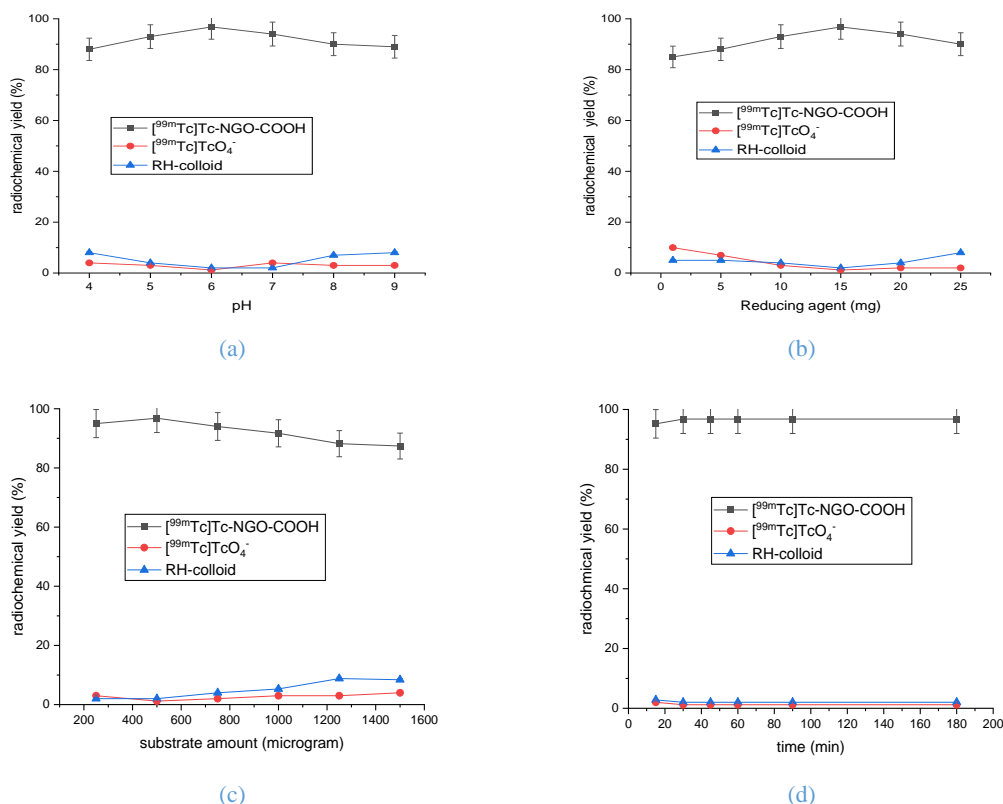 100
80
60
40
20
0
radiochemical yield (%)
[⁹⁹ᵐTc]Tc-NGO-COOH
[⁹⁹ᵐTc]TcO₄⁻
RH-colloid
4 5 6 7 8 9
pH
(a)
100
80
60
40
20
0
radiochemical yield (%)
[⁹⁹ᵐTc]Tc-NGO-COOH
[⁹⁹ᵐTc]TcO₄⁻
RH-colloid
0 5 10 15 20 25
Reducing agent (mg)
(b)
100
80
60
40
20
0
radiochemical yield (%)
[⁹⁹ᵐTc]Tc-NGO-COOH
[⁹⁹ᵐTc]TcO₄⁻
RH-colloid
200 400 600 800 1000 1200 1400 1600
substrate amount (microgram)
(c)
100
80
60
40
20
0
radiochmical yield (%)
[⁹⁹ᵐTc]Tc-NGO-COOH
[⁹⁹ᵐTc]TcO₄⁻
RH-colloid
0 20 40 60 80 100 120 140 160 180 200
time (min)
(d)